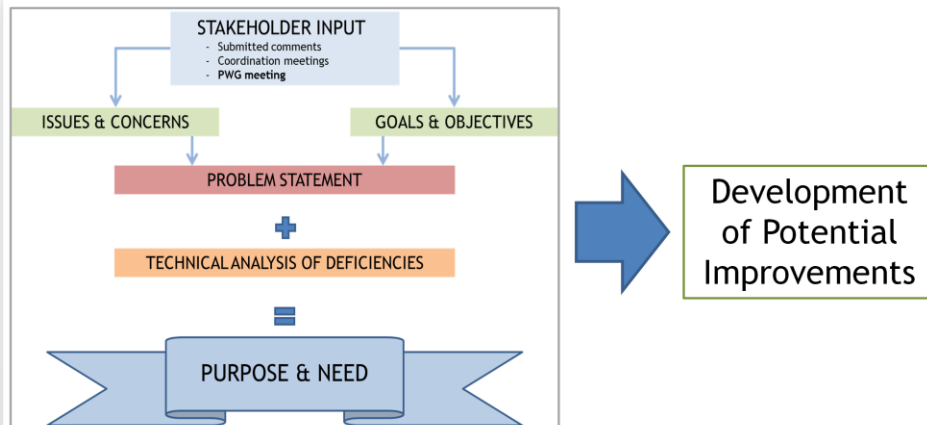 STAKEHOLDER INPUT
- Submitted comments
- Coordination meetings
- PWG meeting
ISSUES & CONCERNS
GOALS & OBJECTIVES
PROBLEM STATEMENT
+
TECHNICAL ANALYSIS OF DEFICIENCIES
=
PURPOSE & NEED
Development
of Potential
Improvements